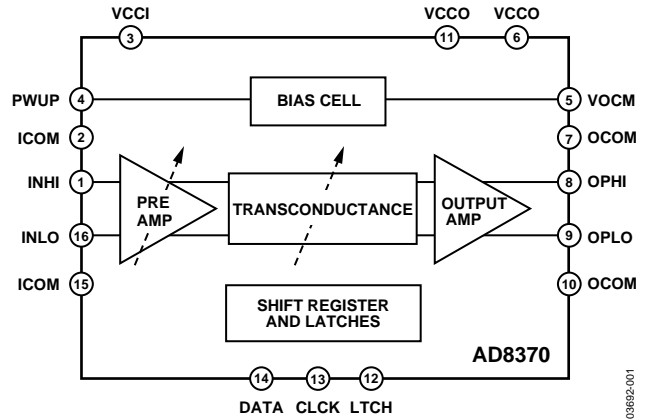 VCCI VCCO VCCO
3 11 6
PWUP 4 BIAS CELL 5 VOCM
ICOM 2 7 OCOM
INHI 1 8 OPHI
PRE AMP
TRANSCONDUCTANCE
OUTPUT AMP
INLO 16 9 OPLO
ICOM 15 10 OCOM
SHIFT REGISTER
AND LATCHES
AD8370
14 13 12
DATA CLCK LTCH
03692-001